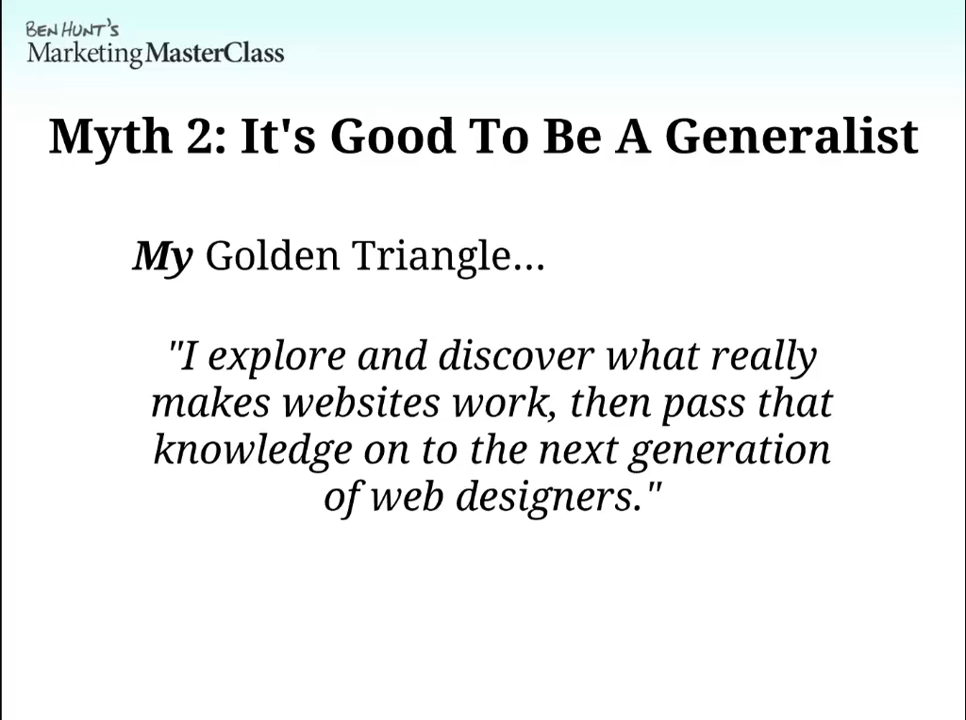 BEN HUNT'S
Marketing MasterClass
Myth 2: It's Good To Be A Generalist
My Golden Triangle...
"I explore and discover what really
makes websites work, then pass that
knowledge on to the next generation
of web designers."